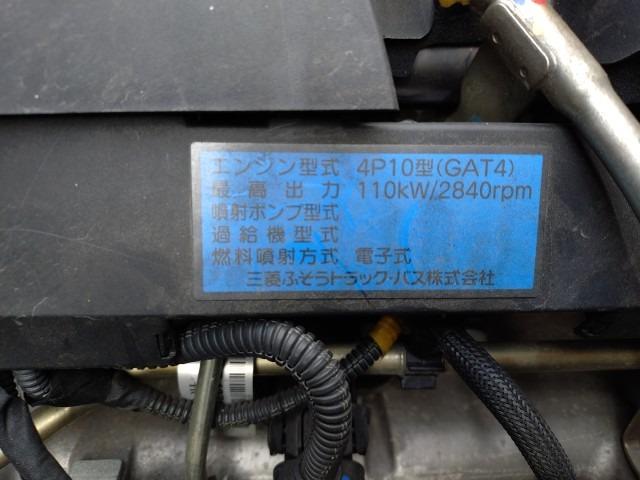 エンジン型式 4P10型(GAT4)
最高出力 110kW/2840rpm
噴射ポンプ型式
過給機型式
燃料噴射方式 電子式
三菱ふそうトラック・バス株式会社